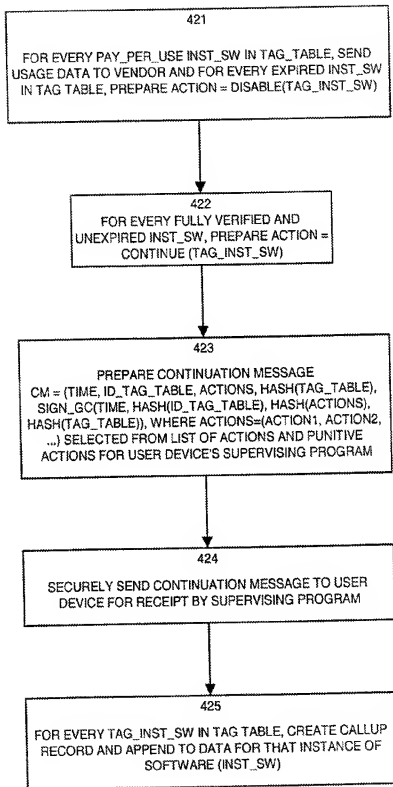 421
FOR EVERY PAY_PER_USE INST_SW IN TAG_TABLE, SEND
USAGE DATA TO VENDOR AND FOR EVERY EXPIRED INST_SW
IN TAG TABLE, PREPARE ACTION = DISABLE(TAG_INST_SW)
422
FOR EVERY FULLY VERIFIED AND
UNEXPIRED INST_SW, PREPARE ACTION =
CONTINUE (TAG_INST_SW)
423
PREPARE CONTINUATION MESSAGE
CM = (TIME, ID_TAG_TABLE, ACTIONS, HASH(TAG_TABLE),
SIGN_GC(TIME, HASH(ID_TAG_TABLE), HASH(ACTIONS),
HASH(TAG_TABLE)), WHERE ACTIONS=(ACTION1, ACTION2,
...) SELECTED FROM LIST OF ACTIONS AND PUNITIVE
ACTIONS FOR USER DEVICE'S SUPERVISING PROGRAM
424
SECURELY SEND CONTINUATION MESSAGE TO USER
DEVICE FOR RECEIPT BY SUPERVISING PROGRAM
425
FOR EVERY TAG_INST_SW IN TAG TABLE, CREATE CALLUP
RECORD AND APPEND TO DATA FOR THAT INSTANCE OF
SOFTWARE (INST_SW)